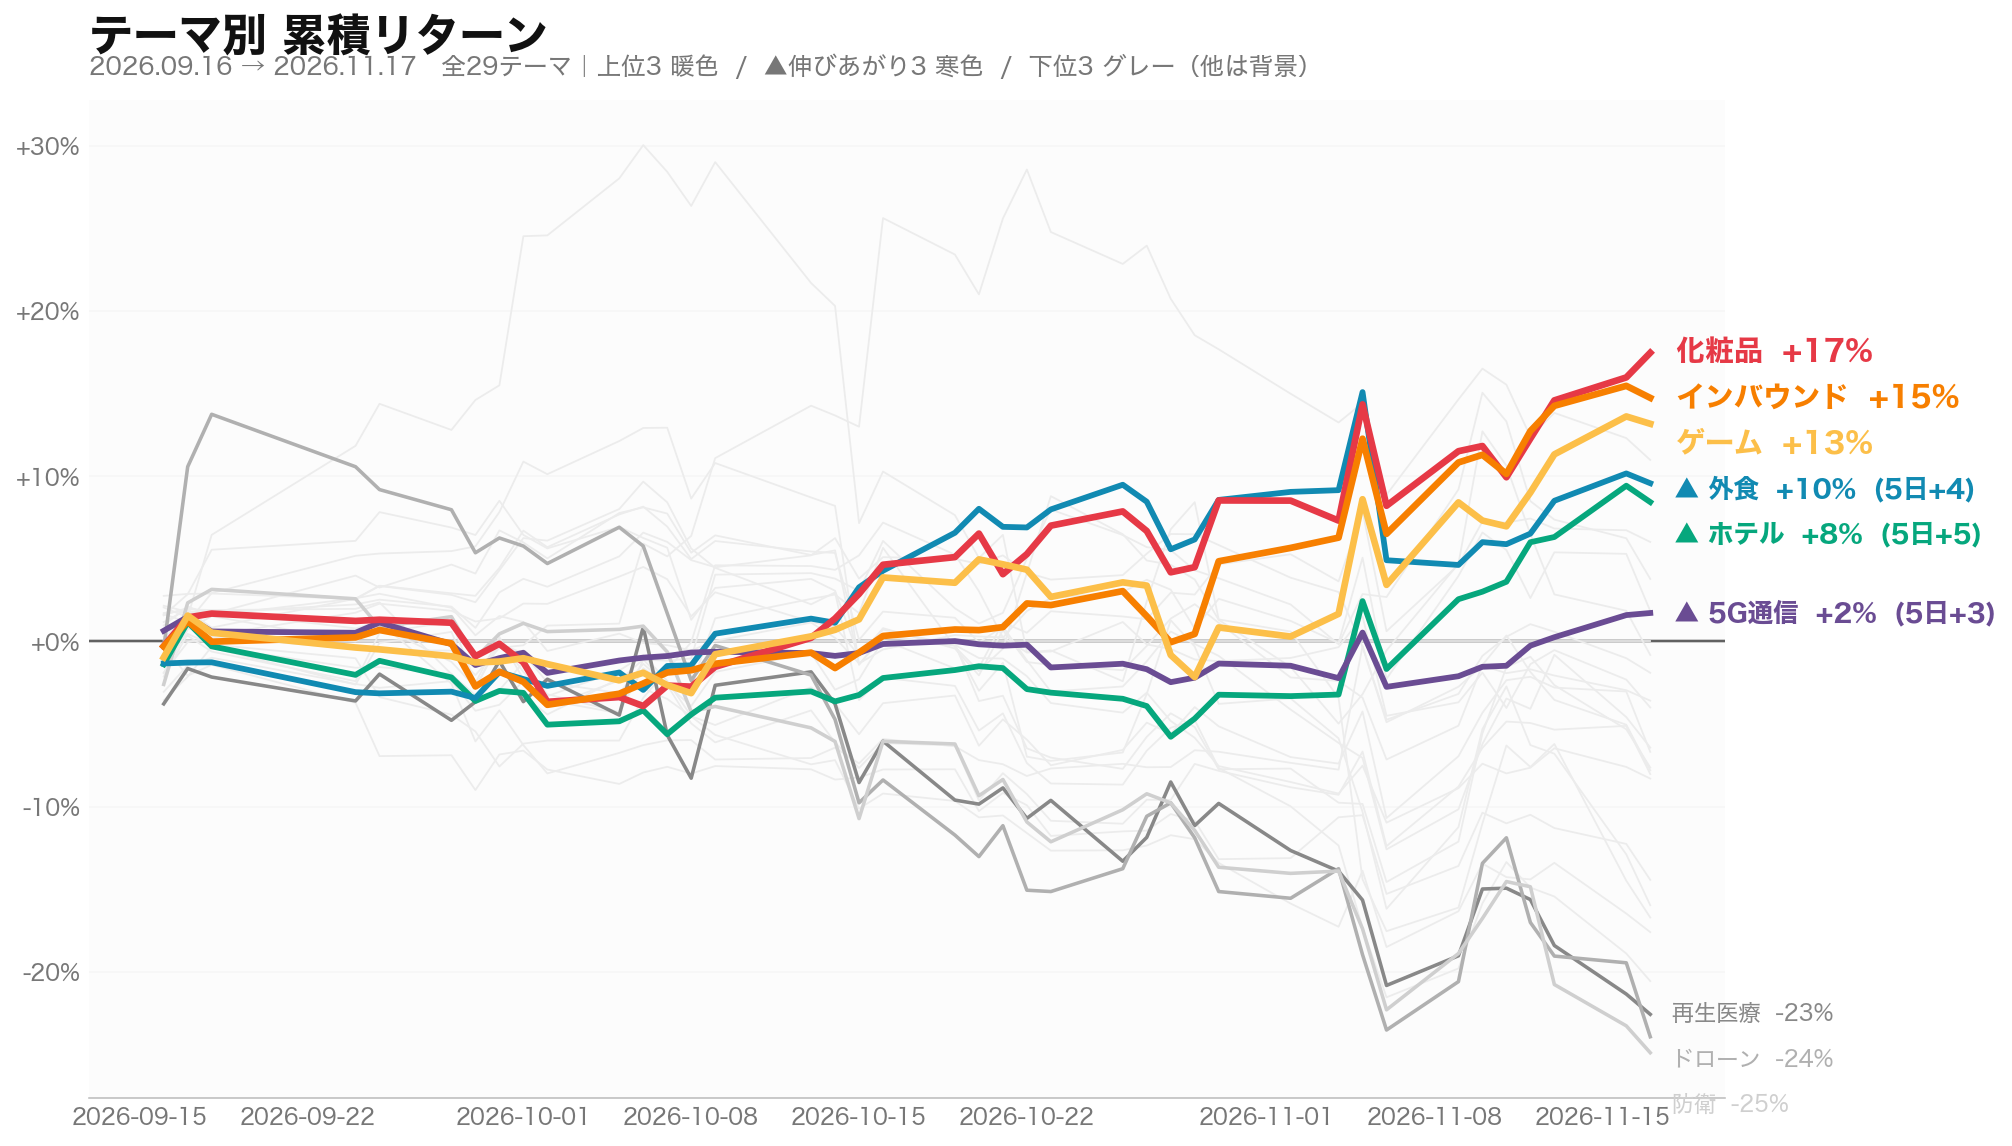 テーマ別 累積リターン
2026.09.16 → 2026.11.17 全29テーマ｜上位3 暖色 / ▲伸びあがり3 寒色 / 下位3 グレー（他は背景）
+30%
+20%
+10%
+0%
-10%
-20%
化粧品 +17%
インバウンド +15%
ゲーム +13%
▲ 外食 +10% (5日+4)
▲ ホテル +8% (5日+5)
▲ 5G通信 +2% (5日+3)
再生医療 -23%
ドローン -24%
防衛 -25%
2026-09-15 2026-09-22 2026-10-01 2026-10-08 2026-10-15 2026-10-22 2026-11-01 2026-11-08 2026-11-15